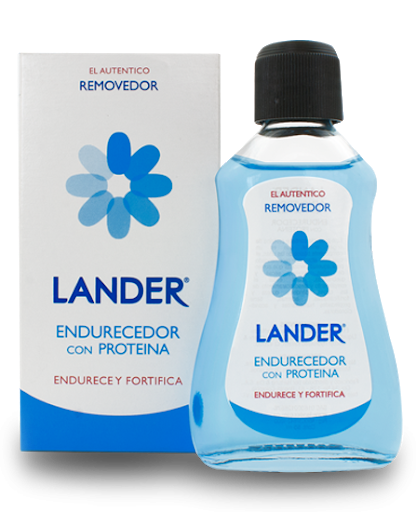 EL AUTENTICO
REMOVEDOR
LANDER®
ENDURECEDOR
CON PROTEINA
ENDURECE Y FORTIFICA
EL AUTENTICO
REMOVEDOR
LANDER®
ENDURECEDOR
CON PROTEINA
ENDURECE Y FORTIFICA